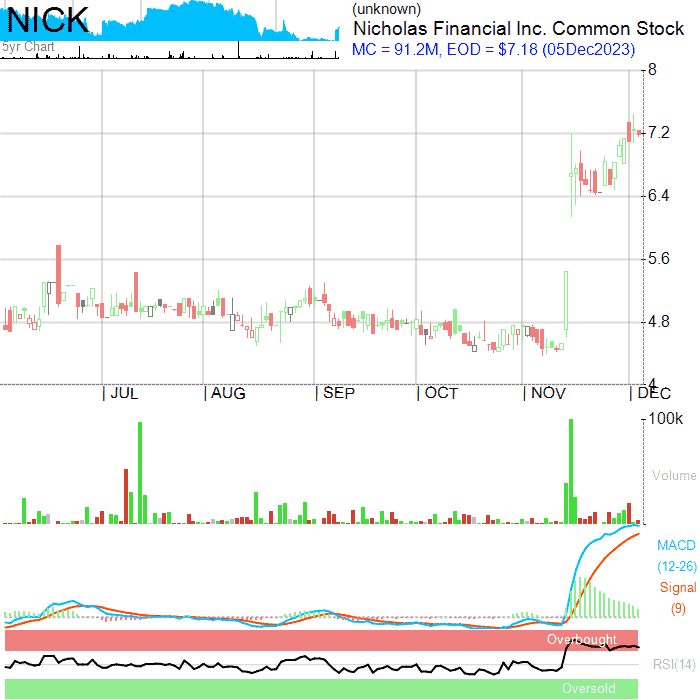 NICK
5yr Chart
(unknown)
Nicholas Financial Inc. Common Stock
MC = 91.2M, EOD = $7.18 (05Dec2023)
8
7.2
6.4
5.6
4.8
4
JUL AUG SEP OCT NOV DEC
100k
Volume
MACD
(12-26)
Signal
(9)
Overbought
RSI(14)
Oversold